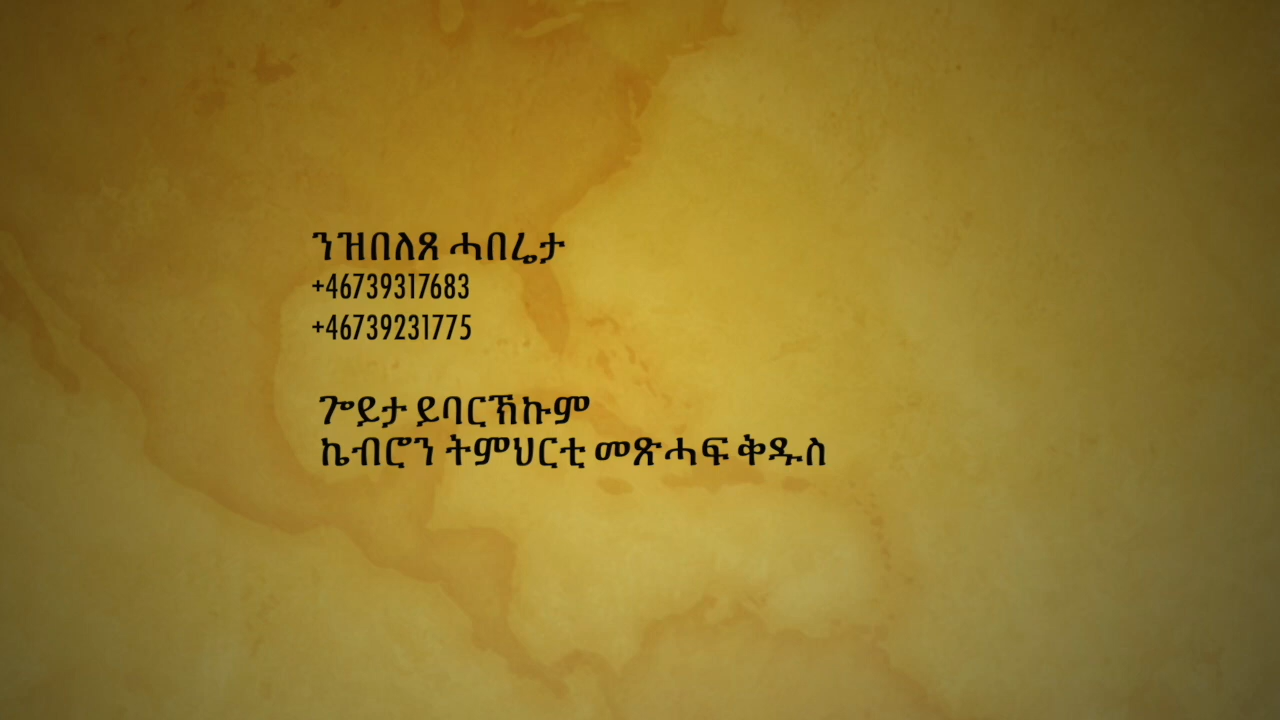 ንዝበለጸ ሓበሬታ
+46739317683
+46739231775
ጐይታ ይባርኽኩም
ኬብሮን ትምህርቲ መጽሓፍ ቅዱስ